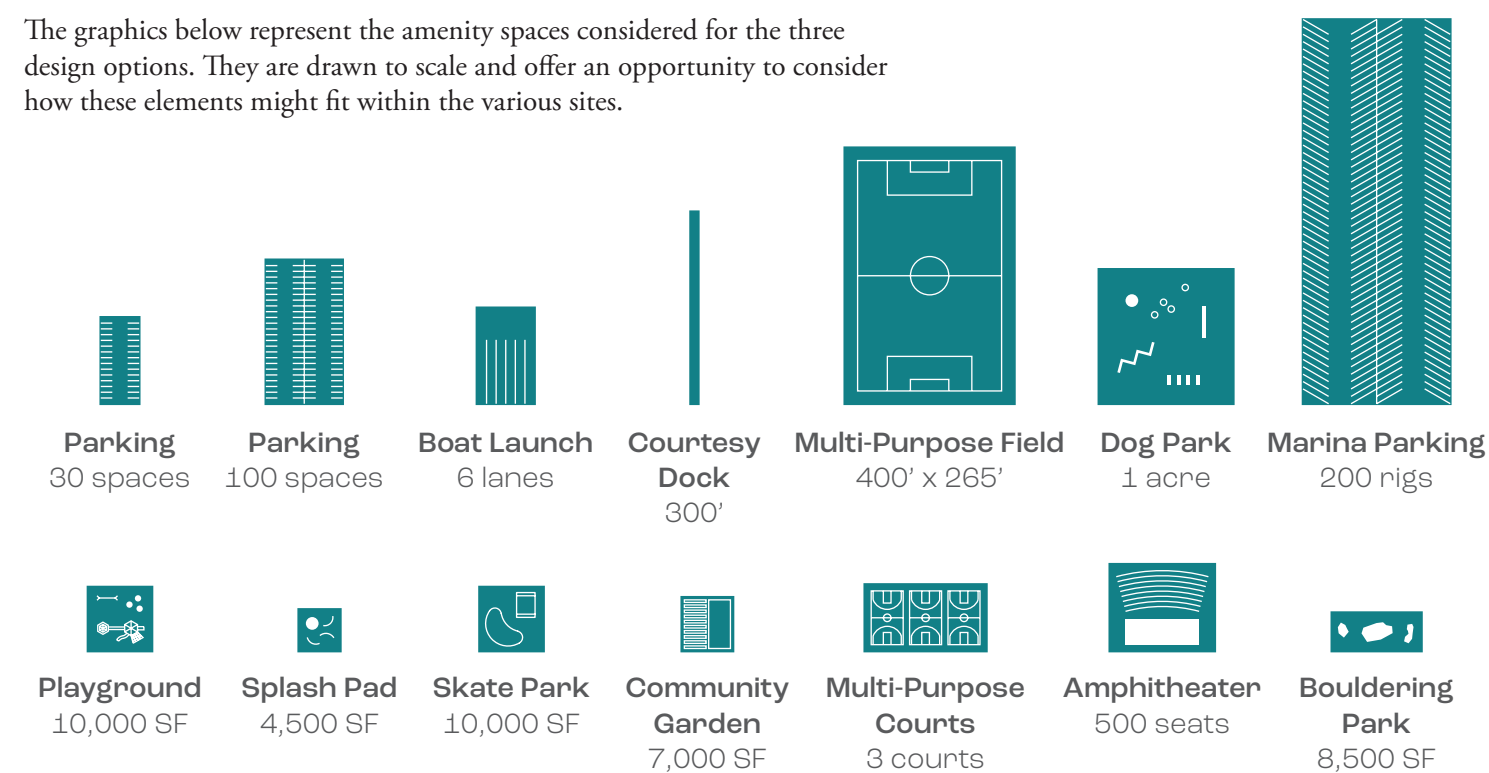 The graphics below represent the amenity spaces considered for the three
design options. They are drawn to scale and offer an opportunity to consider
how these elements might fit within the various sites.
Parking
30 spaces
Parking
100 spaces
Boat Launch
6 lanes
Courtesy
Dock
300’
Multi-Purpose Field
400’ x 265’
Dog Park
1 acre
Marina Parking
200 rigs
Playground
10,000 SF
Splash Pad
4,500 SF
Skate Park
10,000 SF
Community
Garden
7,000 SF
Multi-Purpose
Courts
3 courts
Amphitheater
500 seats
Bouldering
Park
8,500 SF